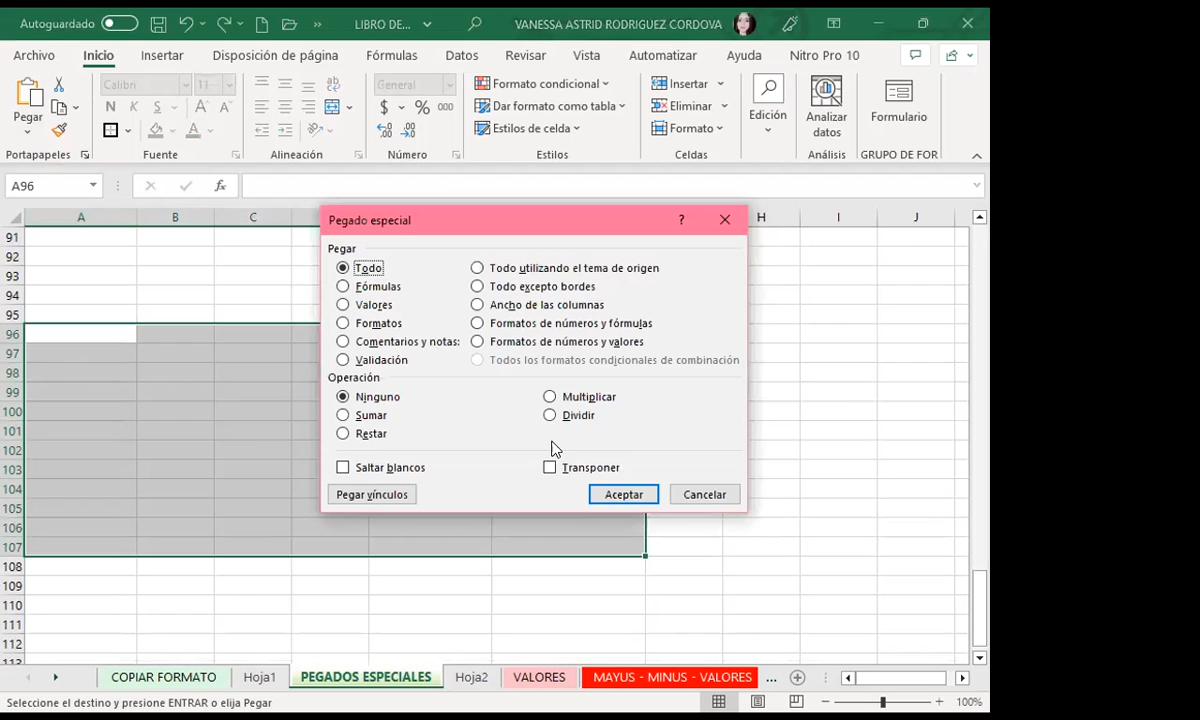 Autoguardado LIBRO DE... VANESSA ASTRID RODRIGUEZ CORDOVA
Archivo Inicio Insertar Disposición de página Fórmulas Datos Revisar Vista Automatizar Ayuda Nitro Pro 10
Calibri 11 General Formato condicional Insertar
Pegar N K S $ % 000 Dar formato como tabla Eliminar Edición Analizar datos Formulario
Estilos de celda Formato
Portapapeles Fuente Alineación Número Estilos Celdas Análisis GRUPO DE FOR
A96 fx
A B C H I J
Pegado especial ?
91
92
93
94
95
96
97
98
99
100
101
102
103
104
105
106
107
108
109
110
111
112
113
Pegar
Todo Todo utilizando el tema de origen
Fórmulas Todo excepto bordes
Valores Ancho de las columnas
Formatos Formatos de números y fórmulas
Comentarios y notas: Formatos de números y valores
Validación Todos los formatos condicionales de combinación
Operación
Ninguno Multiplicar
Sumar Dividir
Restar
Saltar blancos Transponer
Pegar vínculos Aceptar Cancelar
COPIAR FORMATO Hoja1 PEGADOS ESPECIALES Hoja2 VALORES MAYUS - MINUS - VALORES ...
Seleccione el destino y presione ENTRAR o elija Pegar 100%